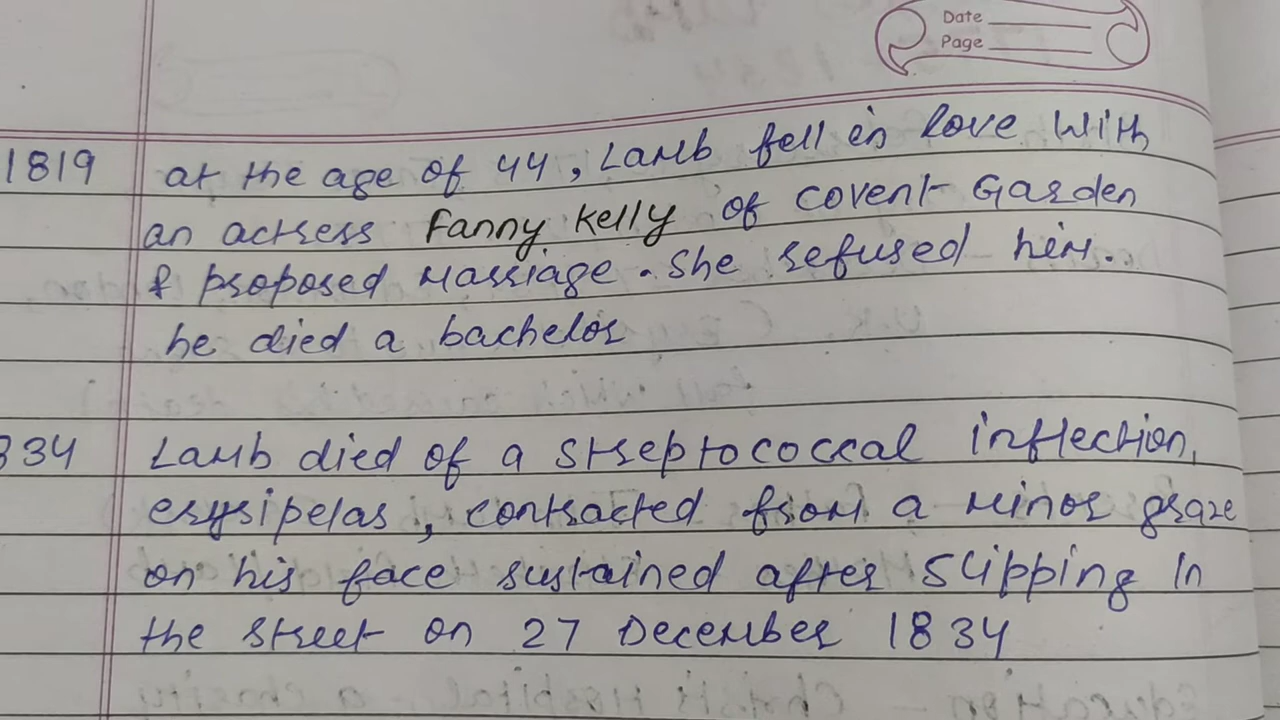 Date
Page
1819 at the age of 44, Lamb fell in love with
an actress Fanny Kelly of Covent Garden
& proposed Marriage. She refused him.
he died a bachelor
834 Lamb died of a streptococcal inflection,
erysipelas, contracted from a minor graze
on his face sustained after slipping in
the street on 27 December 1834